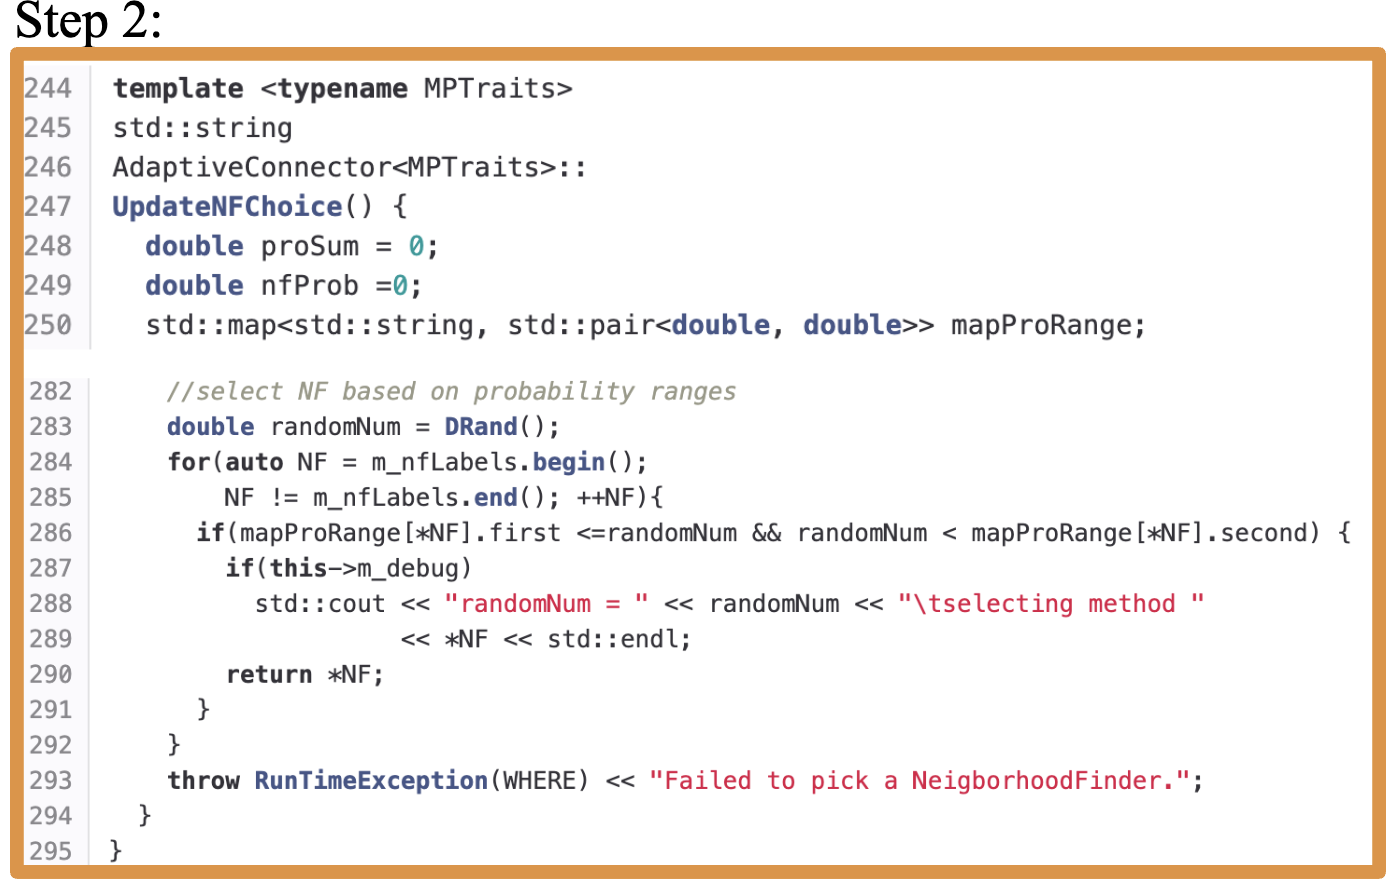 Step 2:
244 template <typename MPTraits>
245 std::string
246 AdaptiveConnector<MPTraits>::
247 UpdateNFChoice() {
248 double proSum = 0;
249 double nfProb =0;
250 std::map<std::string, std::pair<double, double>> mapProRange;
282 //select NF based on probability ranges
283 double randomNum = DRand();
284 for(auto NF = m_nfLabels.begin();
285 NF != m_nfLabels.end(); ++NF){
286 if(mapProRange[*NF].first <=randomNum && randomNum < mapProRange[*NF].second) {
287 if(this->m_debug)
288 std::cout << "randomNum = " << randomNum << "\tselecting method "
289 << *NF << std::endl;
290 return *NF;
291 }
292 }
293 throw RunTimeException(WHERE) << "Failed to pick a NeigborhoodFinder.";
294 }
295 }